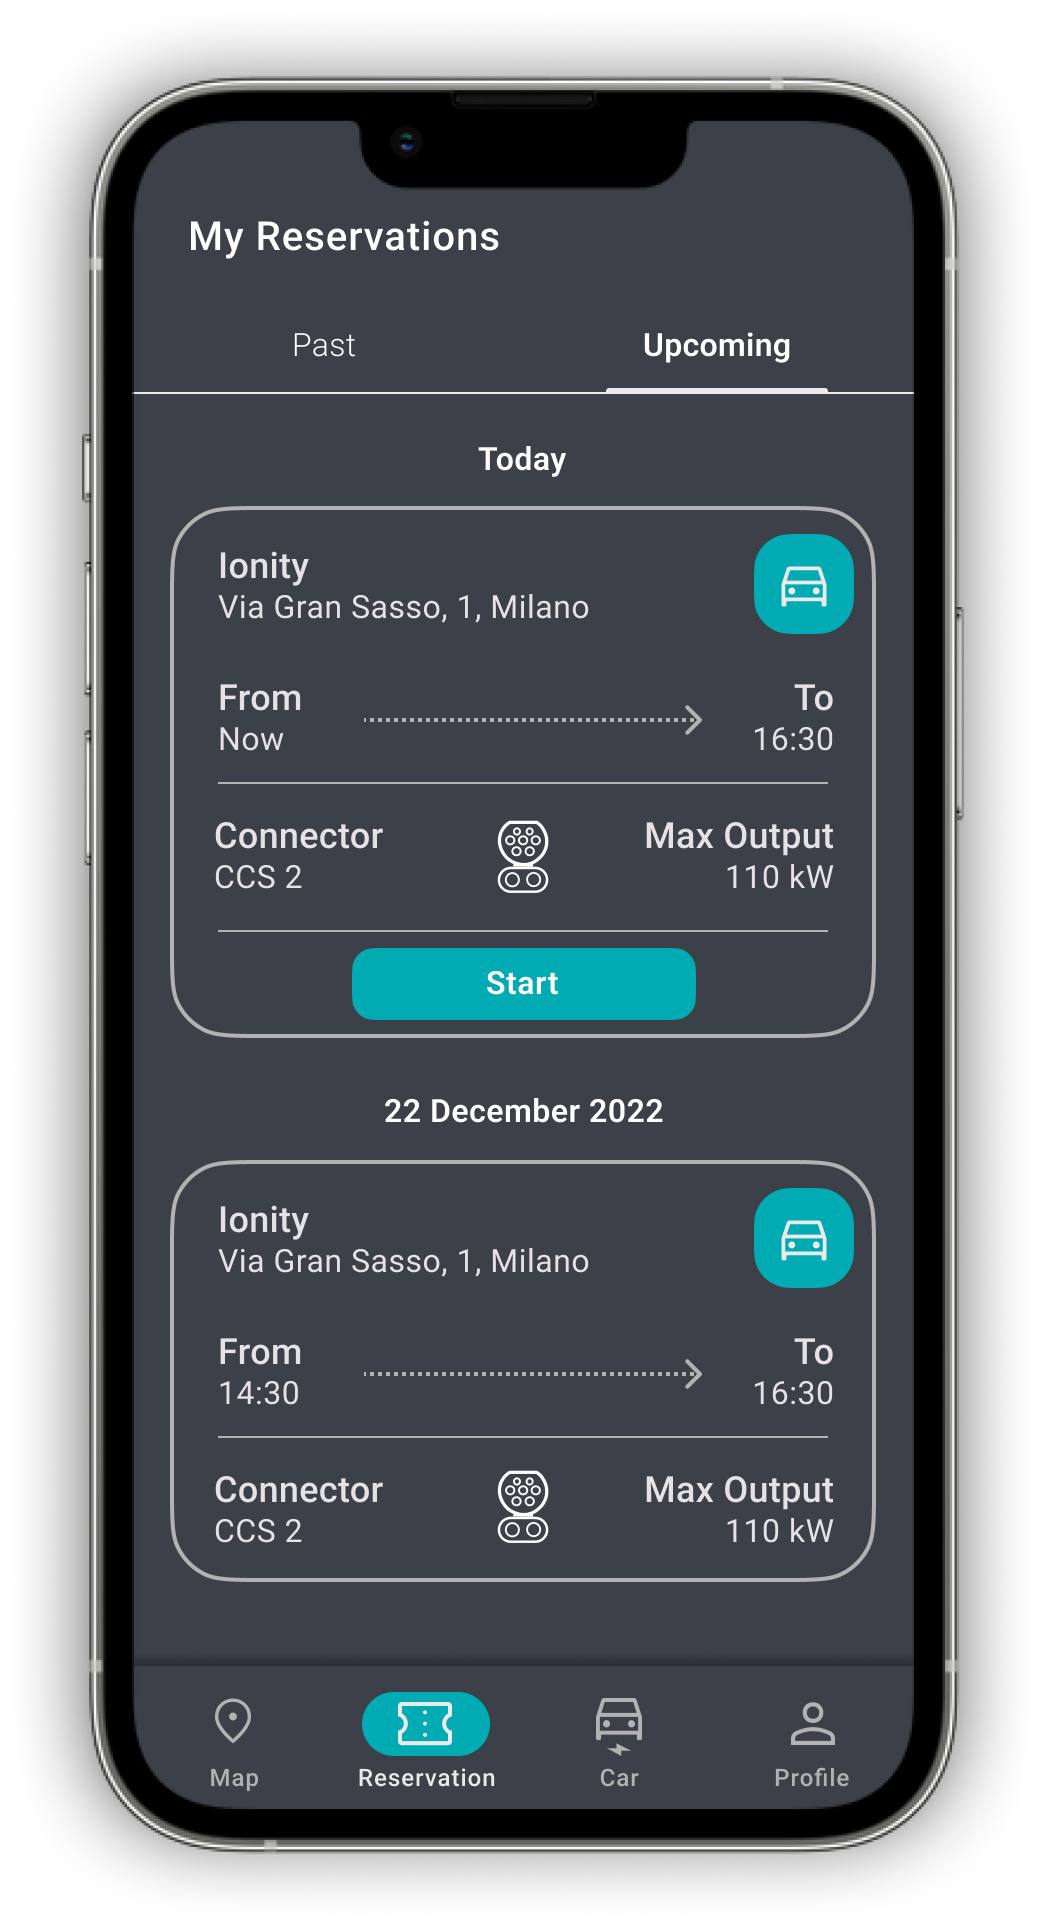 My Reservations
Past
Upcoming
Today
Ionity
Via Gran Sasso, 1, Milano
From
To
Now
16:30
Connector
Max Output
CCS 2
110 kW
Start
22 December 2022
Ionity
Via Gran Sasso, 1, Milano
From
To
14:30
16:30
Connector
Max Output
CCS 2
110 kW
Map
Reservation
Car
Profile